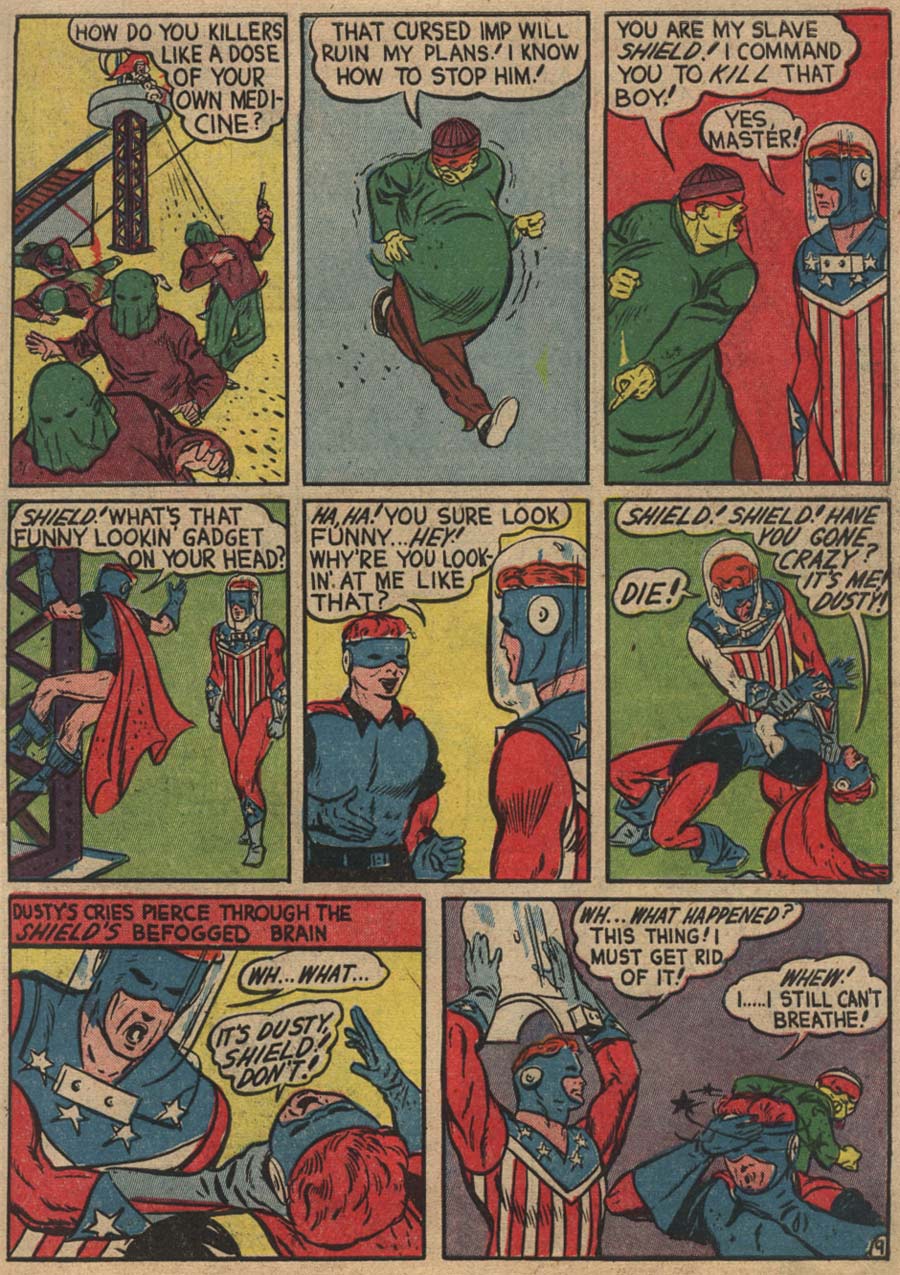 HOW DO YOU KILLERS
LIKE A DOSE
OF YOUR
OWN MEDI-
CINE?
THAT CURSED IMP WILL
RUIN MY PLANS! I KNOW
HOW TO STOP HIM!
YOU ARE MY SLAVE
SHIELD! I COMMAND
YOU TO KILL THAT
BOY!
YES,
MASTER!
SHIELD! WHAT'S THAT
FUNNY LOOKIN' GADGET
ON YOUR HEAD?
HA, HA! YOU SURE LOOK
FUNNY...HEY!
WHY'RE YOU LOOK-
IN' AT ME LIKE
THAT?
SHIELD! SHIELD! HAVE
YOU GONE
CRAZY?
IT'S ME!
DUSTY!
DIE!
DUSTY'S CRIES PIERCE THROUGH THE
SHIELD'S BEFOGGED BRAIN
WH...WHAT...
IT'S DUSTY,
SHIELD!
DON'T!
WH...WHAT HAPPENED?
THIS THING! I
MUST GET RID
OF IT!
WHEW!
I.....I STILL CAN'T
BREATHE!
9